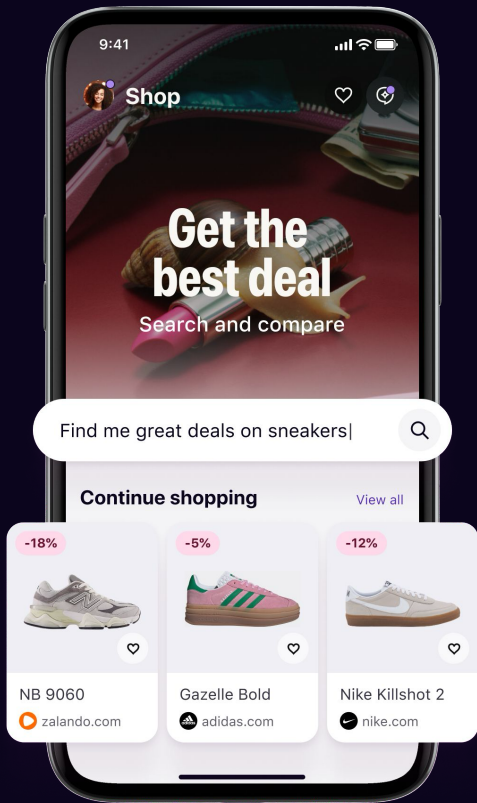 9:41
Shop
Get the
best deal
Search and compare
Find me great deals on sneakers
Continue shopping
View all
-18%
-5%
-12%
NB 9060
Gazelle Bold
Nike Killshot 2
zalando.com
adidas.com
nike.com